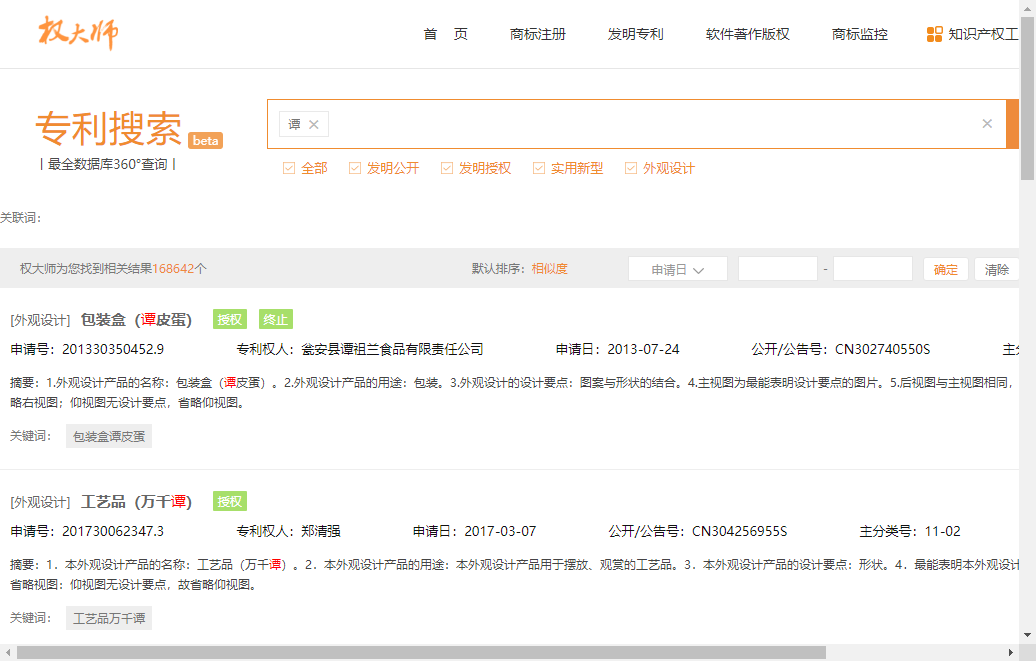 权大师
首 页 商标注册 发明专利 软件著作版权 商标监控 知识产权工
专利搜索 beta
丨最全数据库360°查询丨
谭 ×
×
全部 发明公开 发明授权 实用新型 外观设计
关联词:
权大师为您找到相关结果168642个 默认排序：相似度 申请日 - 确定 清除
[外观设计] 包装盒（谭皮蛋） 授权 终止
申请号：201330350452.9 专利权人：瓮安县谭祖兰食品有限责任公司 申请日：2013-07-24 公开/公告号：CN302740550S 主
摘要：1.外观设计产品的名称：包装盒（谭皮蛋）。2.外观设计产品的用途：包装。3.外观设计的设计要点：图案与形状的结合。4.主视图为最能表明设计要点的图片。5.后视图与主视图相同，
略右视图；仰视图无设计要点，省略仰视图。
关键词： 包装盒谭皮蛋
[外观设计] 工艺品（万千谭） 授权
申请号：201730062347.3 专利权人：郑清强 申请日：2017-03-07 公开/公告号：CN304256955S 主分类号：11-02
摘要：1．本外观设计产品的名称：工艺品（万千谭）。2．本外观设计产品的用途：本外观设计产品用于摆放、观赏的工艺品。3．本外观设计产品的设计要点：形状。4．最能表明本外观设计
省略视图：仰视图无设计要点，故省略仰视图。
关键词： 工艺品万千谭